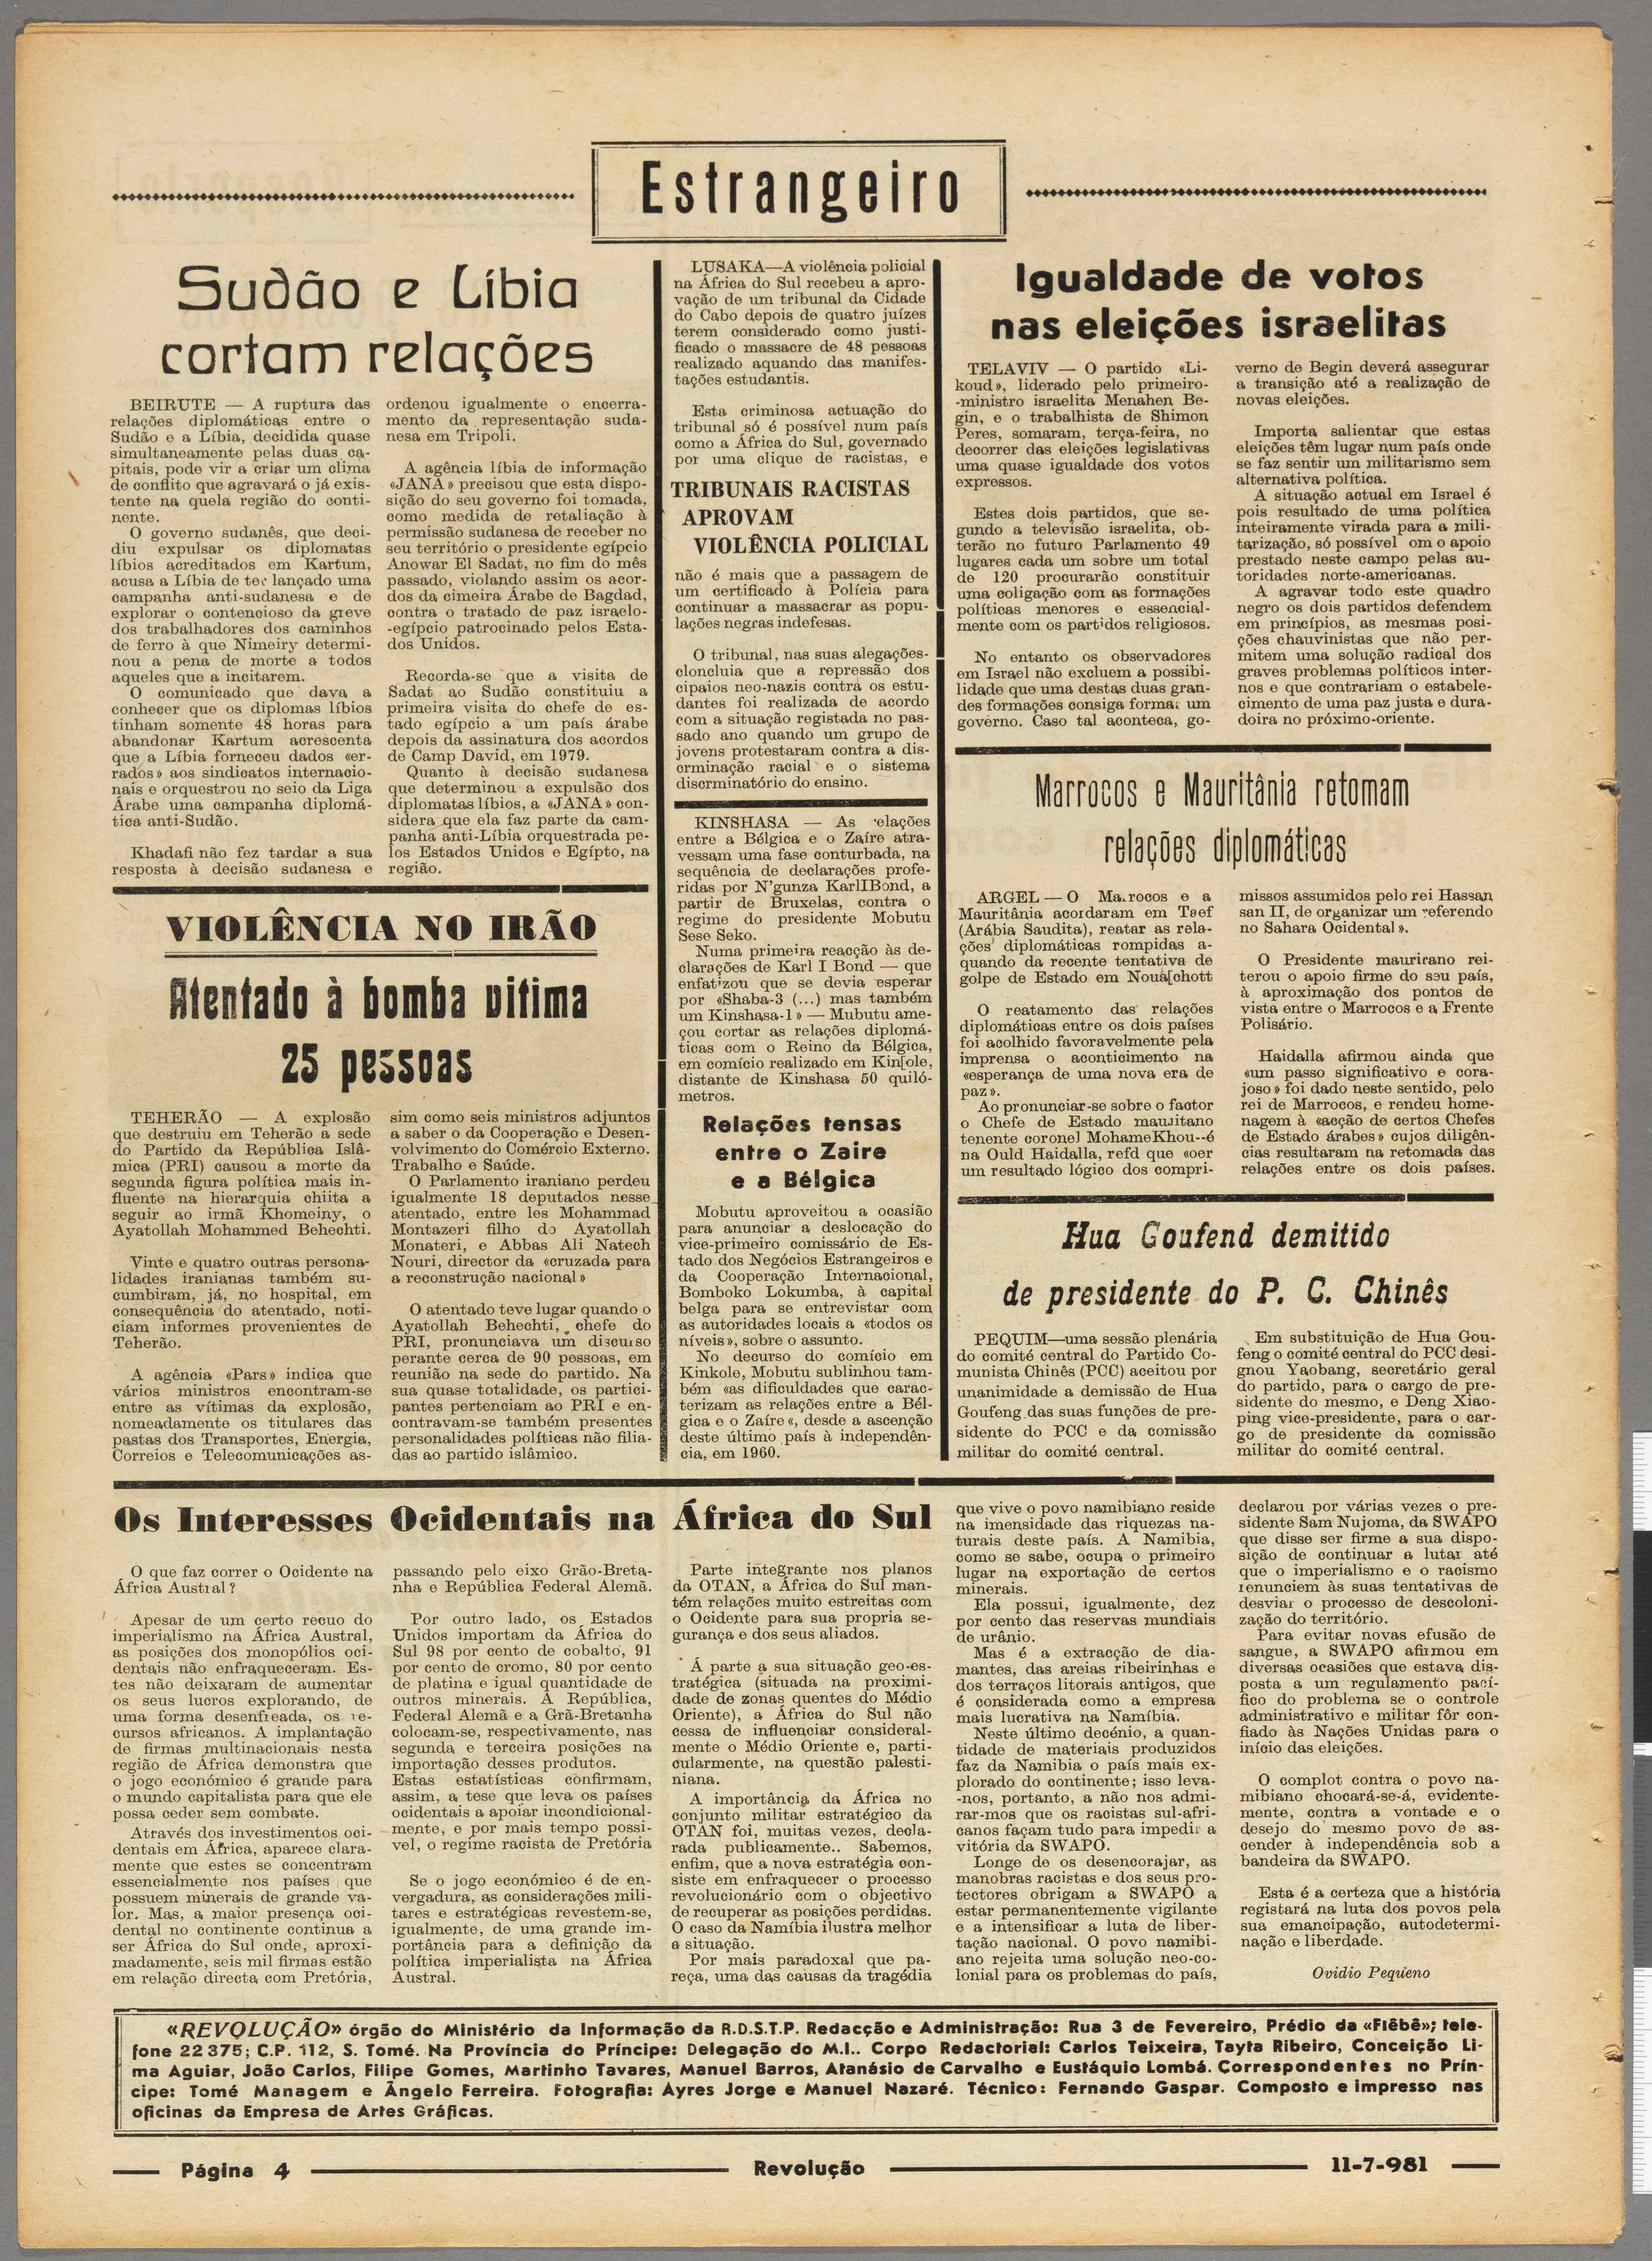 Estrangeiro
Sudão e Líbia
cortam relações
BEIRUTE — A ruptura das
relações diplomáticas entre o
Sudão e a Líbia, decidida quase
simultaneamente pelas duas ca-
pitais, pode vir a criar um clima
de conflito que agravará o já exis-
tente na quela região do conti-
nente.
O governo sudanês, que deci-
diu expulsar os diplomatas
líbios acreditados em Kartum,
acusa a Líbia de ter lançado uma
campanha anti-sudanesa e de
explorar o contencioso da greve
dos trabalhadores dos caminhos
de ferro à que Nimeiry determi-
nou a pena de morte a todos
aqueles que a incitarem.
O comunicado que dava a
conhecer que os diplomas líbios
tinham somente 48 horas para
abandonar Kartum acrescenta
que a Líbia forneceu dados «er-
rados» aos sindicatos internacio-
nais e orquestrou no seio da Liga
Árabe uma campanha diplomá-
tica anti-Sudão.
Khadafi não fez tardar a sua
resposta à decisão sudanesa e
ordenou igualmente o encerra-
mento da representação suda-
nesa em Tripoli.
A agência líbia de informação
«JANA» precisou que esta dispo-
sição do seu governo foi tomada,
como medida de retaliação à
permissão sudanesa de receber no
seu território o presidente egípcio
Anowar El Sadat, no fim do mês
passado, violando assim os acor-
dos da cimeira Árabe de Bagdad,
contra o tratado de paz israelo-
-egípcio patrocinado pelos Esta-
dos Unidos.
Recorda-se que a visita de
Sadat ao Sudão constituiu a
primeira visita do chefe de es-
tado egípcio a um país árabe
depois da assinatura dos acordos
de Camp David, em 1979.
Quanto à decisão sudanesa
que determinou a expulsão dos
diplomatas líbios, a «JANA» con-
sidera que ela faz parte da cam-
panha anti-Líbia orquestrada pe-
los Estados Unidos e Egípto, na
região.
VIOLÊNCIA NO IRÃO
Atentado à bomba vitima
25 pessoas
TEHERÃO — A explosão
que destruiu em Teherão a sede
do Partido da República Islâ-
mica (PRI) causou a morte da
segunda figura política mais in-
fluente na hierarquia chiita a
seguir ao irmã Khomeiny, o
Ayatollah Mohammed Behechti.
Vinte e quatro outras persona-
lidades iranianas também su-
cumbiram, já, no hospital, em
consequência do atentado, noti-
ciam informes provenientes de
Teherão.
A agência «Pars» indica que
vários ministros encontram-se
entre as vítimas da explosão,
nomeadamente os titulares das
pastas dos Transportes, Energia,
Correios e Telecomunicações as-
sim como seis ministros adjuntos
a saber o da Cooperação e Desen-
volvimento do Comércio Externo.
Trabalho e Saúde.
O Parlamento iraniano perdeu
igualmente 18 deputados nesse
atentado, entre les Mohammad
Montazeri filho do Ayatollah
Monateri, e Abbas Ali Natech
Nouri, director da «cruzada para
a reconstrução nacional»
O atentado teve lugar quando o
Ayatollah Behechti, chefe do
PRI, pronunciava um discurso
perante cerca de 90 pessoas, em
reunião na sede do partido. Na
sua quase totalidade, os partici-
pantes pertenciam ao PRI e en-
contravam-se também presentes
personalidades políticas não filia-
das ao partido islâmico.
LUSAKA—A violência policial
na África do Sul recebeu a apro-
vação de um tribunal da Cidade
do Cabo depois de quatro juízes
terem considerado como justi-
ficado o massacre de 48 pessoas
realizado aquando das manifes-
tações estudantis.
Esta criminosa actuação do
tribunal só é possível num país
como a África do Sul, governado
por uma clique de racistas, e
TRIBUNAIS RACISTAS
APROVAM
VIOLÊNCIA POLICIAL
não é mais que a passagem de
um certificado à Polícia para
continuar a massacrar as popu-
lações negras indefesas.
O tribunal, nas suas alegações-
cloncluia que a repressão dos
cipaios neo-nazis contra os estu-
dantes foi realizada de acordo
com a situação registada no pas-
sado ano quando um grupo de
jovens protestaram contra a dis-
crminação racial e o sistema
discrminatório do ensino.
KINSHASA — As relações
entre a Bélgica e o Zaíre atra-
vessam uma fase conturbada, na
sequência de declarações profe-
ridas por N'gunza KarlIBond, a
partir de Bruxelas, contra o
regime do presidente Mobutu
Sese Seko.
Numa primeira reacção às de-
clarações de Karl I Bond — que
enfatizou que se devia esperar
por «Shaba-3 (...) mas também
um Kinshasa-1» — Mubutu ame-
çou cortar as relações diplomá-
ticas com o Reino da Bélgica,
em comício realizado em Kinkole,
distante de Kinshasa 50 quiló-
metros.
Relações tensas
entre o Zaire
e a Bélgica
Mobutu aproveitou a ocasião
para anunciar a deslocação do
vice-primeiro comissário de Es-
tado dos Negócios Estrangeiros e
da Cooperação Internacional,
Bomboko Lokumba, à capital
belga para se entrevistar com
as autoridades locais a «todos os
níveis», sobre o assunto.
No decurso do comício em
Kinkole, Mobutu sublinhou tam-
bém «as dificuldades que carac-
terizam as relações entre a Bél-
gica e o Zaíre«, desde a ascenção
deste último país à independên-
cia, em 1960.
Igualdade de votos
nas eleições israelitas
TELAVIV — O partido «Li-
koud», liderado pelo primeiro-
-ministro israelita Menahen Be-
gin, e o trabalhista de Shimon
Peres, somaram, terça-feira, no
decorrer das eleições legislativas
uma quase igualdade dos votos
expressos.
Estes dois partidos, que se-
gundo a televisão israelita, ob-
terão no futuro Parlamento 49
lugares cada um sobre um total
de 120 procurarão constituir
uma coligação com as formações
políticas menores e essencial-
mente com os partidos religiosos.
No entanto os observadores
em Israel não excluem a possibi-
lidade que uma destas duas gran-
des formações consiga formar um
governo. Caso tal aconteca, go-
verno de Begin deverá assegurar
a transição até a realização de
novas eleições.
Importa salientar que estas
eleições têm lugar num país onde
se faz sentir um militarismo sem
alternativa política.
A situação actual em Israel é
pois resultado de uma política
inteiramente virada para a mili-
tarização, só possível om o apoio
prestado neste campo pelas au-
toridades norte-americanas.
A agravar todo este quadro
negro os dois partidos defendem
em princípios, as mesmas posi-
ções chauvinistas que não per-
mitem uma solução radical dos
graves problemas políticos inter-
nos e que contrariam o estabele-
cimento de uma paz justa e dura-
doira no próximo-oriente.
Marrocos e Mauritânia retomam
relações diplomáticas
ARGEL — O Marrocos e a
Mauritânia acordaram em Taef
(Arábia Saudita), reatar as rela-
ções diplomáticas rompidas a-
quando da recente tentativa de
golpe de Estado em Nouakchott
O reatamento das relações
diplomáticas entre os dois países
foi acolhido favoravelmente pela
imprensa o aconticimento na
«esperança de uma nova era de
paz».
Ao pronunciar-se sobre o factor
o Chefe de Estado mauritano
tenente coronel MohameKhou--é
na Ould Haidalla, refd que «oer
um resultado lógico dos compri-
missos assumidos pelo rei Hassan
san II, de organizar um referendo
no Sahara Ocidental».
O Presidente maurirano rei-
terou o apoio firme do seu país,
à aproximação dos pontos de
vista entre o Marrocos e a Frente
Polisário.
Haidalla afirmou ainda que
«um passo significativo e cora-
joso» foi dado neste sentido, pelo
rei de Marrocos, e rendeu home-
nagem à «acção de certos Chefes
de Estado árabes» cujos diligên-
cias resultaram na retomada das
relações entre os dois países.
Hua Goufend demitido
de presidente do P. C. Chinês
PEQUIM—uma sessão plenária
do comité central do Partido Co-
munista Chinês (PCC) aceitou por
unanimidade a demissão de Hua
Goufeng das suas funções de pre-
sidente do PCC e da comissão
militar do comité central.
Em substituição de Hua Gou-
feng o comité central do PCC desi-
gnou Yaobang, secretário geral
do partido, para o cargo de pre-
sidente do mesmo, e Deng Xiao-
ping vice-presidente, para o car-
go de presidente da comissão
militar do comité central.
Os Interesses Ocidentais na África do Sul
O que faz correr o Ocidente na
África Austral?
Apesar de um certo recuo do
imperialismo na África Austral,
as posições dos monopólios oci-
dentais não enfraqueceram. Es-
tes não deixaram de aumentar
os seus lucros explorando, de
uma forma desenfreada, os re-
cursos africanos. A implantação
de firmas multinacionais nesta
região de África demonstra que
o jogo económico é grande para
o mundo capitalista para que ele
possa ceder sem combate.
Através dos investimentos oci-
dentais em África, aparece clara-
mente que estes se concentram
essencialmente nos países que
possuem minerais de grande va-
lor. Mas, a maior presença oci-
dental no continente continua a
ser África do Sul onde, aproxi-
madamente, seis mil firmas estão
em relação directa com Pretória,
passando pelo eixo Grão-Breta-
nha e República Federal Alemã.
Por outro lado, os Estados
Unidos importam da África do
Sul 98 por cento de cobalto, 91
por cento de cromo, 80 por cento
de platina e igual quantidade de
outros minerais. A República,
Federal Alemã e a Grã-Bretanha
colocam-se, respectivamente, nas
segunda e terceira posições na
importação desses produtos.
Estas estatísticas confirmam,
assim, a tese que leva os países
ocidentais a apoiar incondicional-
mente, e por mais tempo possi-
vel, o regime racista de Pretória
Se o jogo económico é de en-
vergadura, as considerações mili-
tares e estratégicas revestem-se,
igualmente, de uma grande im-
portância para a definição da
política imperialista na África
Austral.
Parte integrante nos planos
da OTAN, a África do Sul man-
tém relações muito estreitas com
o Ocidente para sua propria se-
gurança e dos seus aliados.
Á parte a sua situação geo-es-
tratégica (situada na proximi-
dade de zonas quentes do Médio
Oriente), a África do Sul não
cessa de influenciar consideral-
mente o Médio Oriente e, parti-
cularmente, na questão palesti-
niana.
A importância da África no
conjunto militar estratégico da
OTAN foi, muitas vezes, decla-
rada publicamente.. Sabemos,
enfim, que a nova estratégia con-
siste em enfraquecer o processo
revolucionário com o objectivo
de recuperar as posições perdidas.
O caso da Namíbia ilustra melhor
a situação.
Por mais paradoxal que pa-
reça, uma das causas da tragédia
que vive o povo namibiano reside
na imensidade das riquezas na-
turais deste país. A Namibia,
como se sabe, ocupa o primeiro
lugar na exportação de certos
minerais.
Ela possui, igualmente, dez
por cento das reservas mundiais
de urânio.
Mas é a extracção de dia-
mantes, das areias ribeirinhas e
dos terraços litorais antigos, que
é considerada como a empresa
mais lucrativa na Namíbia.
Neste último decénio, a quan-
tidade de materiais produzidos
faz da Namibia o país mais ex-
plorado do continente; isso leva-
-nos, portanto, a não nos admi-
rar-mos que os racistas sul-afri-
canos façam tudo para impedir a
vitória da SWAPO.
Longe de os desencorajar, as
manobras racistas e dos seus pro-
tectores obrigam a SWAPO a
estar permanentemente vigilante
e a intensificar a luta de liber-
tação nacional. O povo namibi-
ano rejeita uma solução neo-co-
lonial para os problemas do país,
declarou por várias vezes o pre-
sidente Sam Nujoma, da SWAPO
que disse ser firme a sua dispo-
sição de continuar a lutar até
que o imperialismo e o racismo
renunciem às suas tentativas de
desviar o processo de descoloni-
zação do território.
Para evitar novas efusão de
sangue, a SWAPO afirmou em
diversas ocasiões que estava dis-
posta a um regulamento pací-
fico do problema se o controle
administrativo e militar fôr con-
fiado às Nações Unidas para o
início das eleições.
O complot contra o povo na-
mibiano chocará-se-á, evidente-
mente, contra a vontade e o
desejo do mesmo povo de as-
cender à independência sob a
bandeira da SWAPO.
Esta é a certeza que a história
registará na luta dos povos pela
sua emancipação, autodetermi-
nação e liberdade.
Ovidio Pequeno
«REVOLUÇÃO» órgão do Ministério da Informação da R.D.S.T.P. Redacção e Administração: Rua 3 de Fevereiro, Prédio da «Flêbê»; tele-
fone 22 375; C.P. 112, S. Tomé. Na Província do Príncipe: Delegação do M.I.. Corpo Redactorial: Carlos Teixeira, Tayta Ribeiro, Conceição Li-
ma Aguiar, João Carlos, Filipe Gomes, Martinho Tavares, Manuel Barros, Atanásio de Carvalho e Eustáquio Lombá. Correspondentes no Prín-
cipe: Tomé Managem e Ângelo Ferreira. Fotografia: Ayres Jorge e Manuel Nazaré. Técnico: Fernando Gaspar. Composto e impresso nas
oficinas da Empresa de Artes Gráficas.
Página 4
Revolução
11-7-981